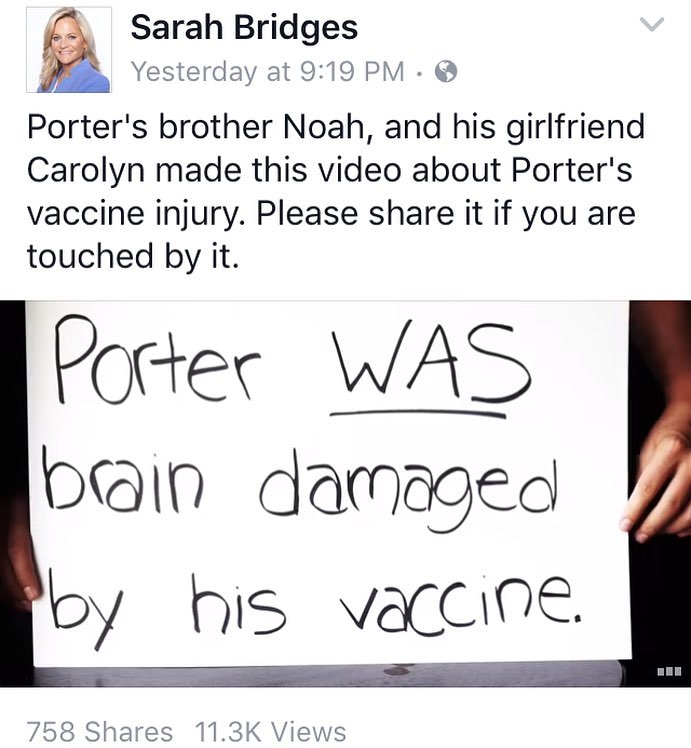 Sarah Bridges
Yesterday at 9:19 PM ·
Porter's brother Noah, and his girlfriend
Carolyn made this video about Porter's
vaccine injury. Please share it if you are
touched by it.
Porter WAS
brain damaged
by his vaccine.
758 Shares 11.3K Views